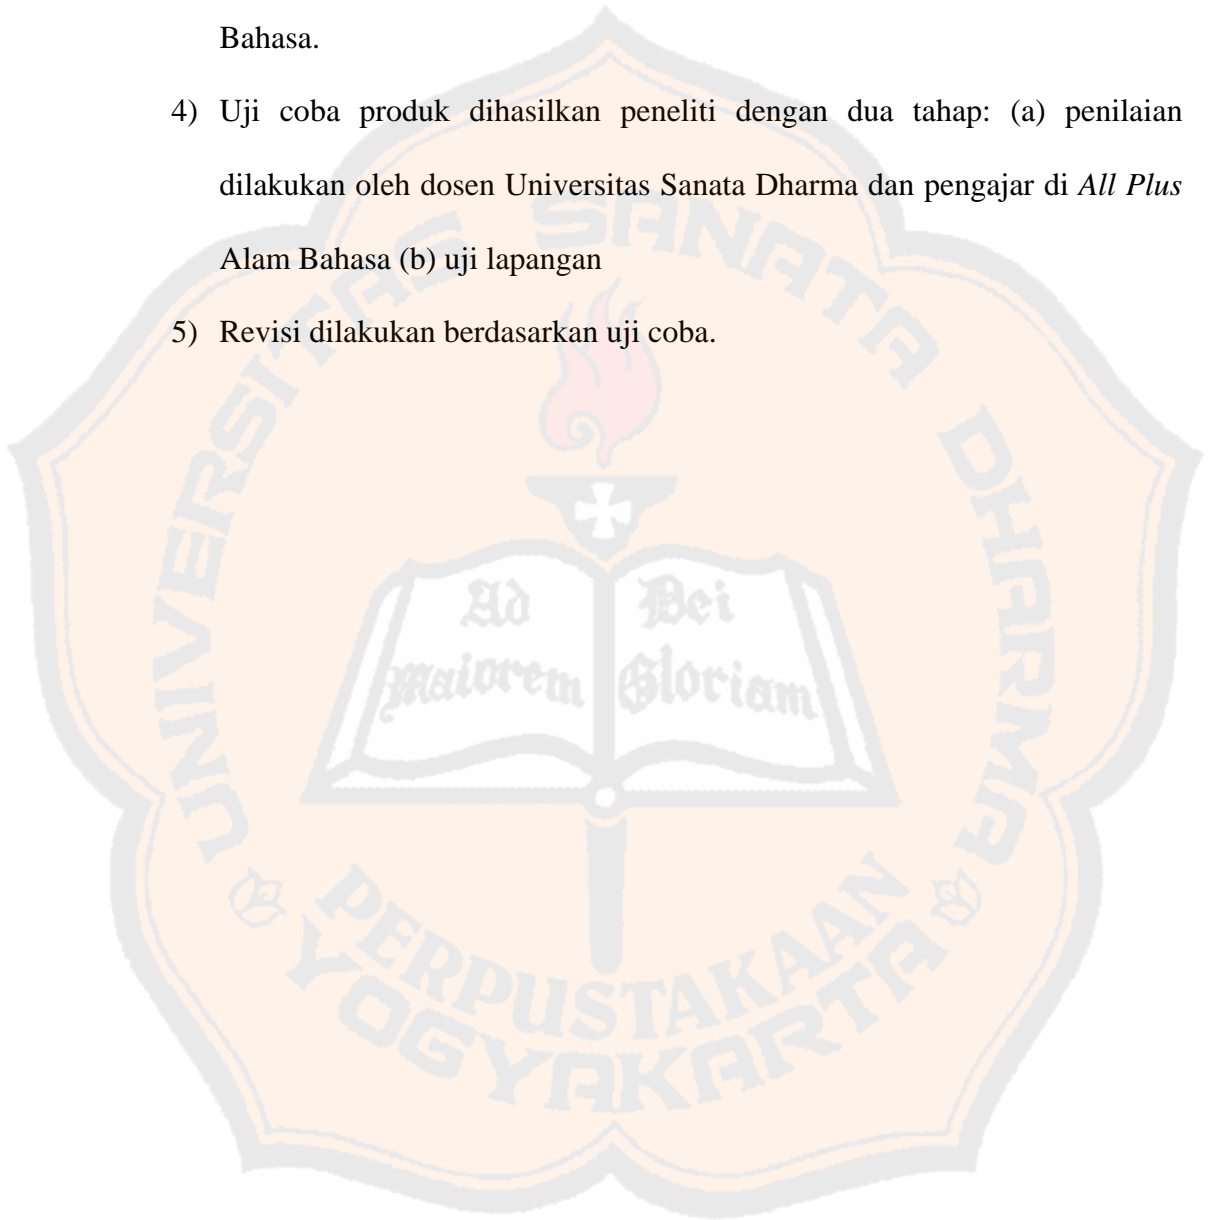 Bahasa.
4) Uji coba produk dihasilkan peneliti dengan dua tahap: (a) penilaian
dilakukan oleh dosen Universitas Sanata Dharma dan pengajar di All Plus
Alam Bahasa (b) uji lapangan
5) Revisi dilakukan berdasarkan uji coba.
UNIVERSITAS SANATA DHARMA
Ad Dei
maiorem Gloriam
PERPUSTAKAAN
YOGYAKARTA